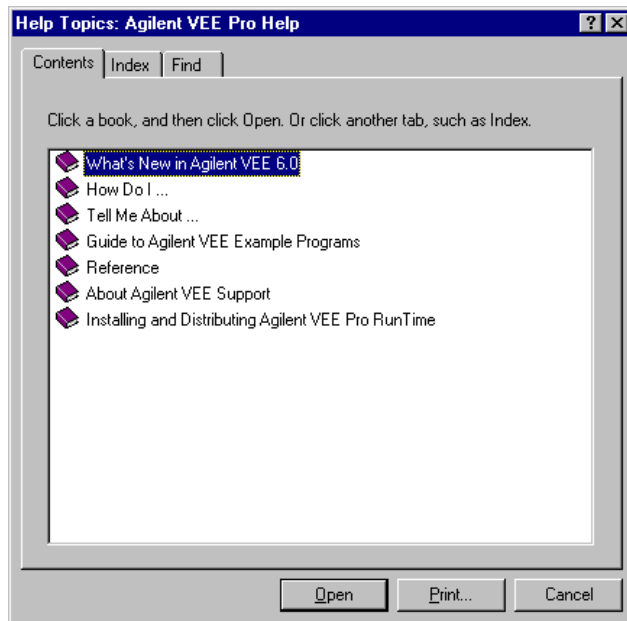 Help Topics: Agilent VEE Pro Help
Contents Index Find
Click a book, and then click Open. Or click another tab, such as Index.
What's New in Agilent VEE 6.0
How Do I ...
Tell Me About ...
Guide to Agilent VEE Example Programs
Reference
About Agilent VEE Support
Installing and Distributing Agilent VEE Pro RunTime
Open Print... Cancel